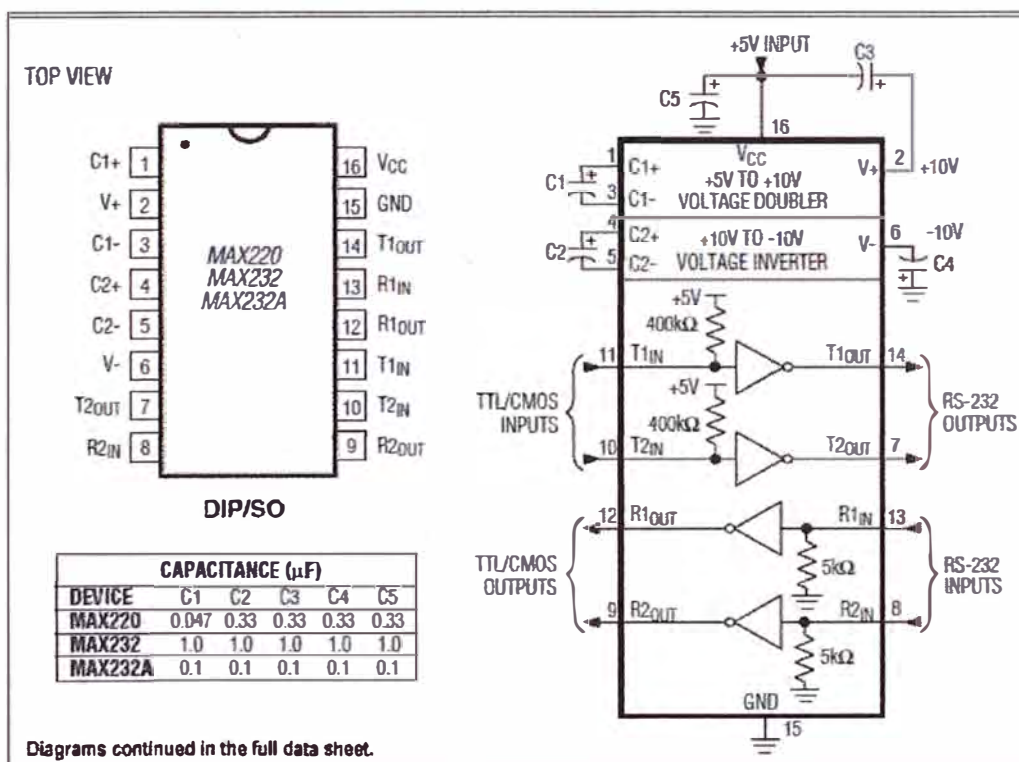 TOP VIEW
C1+ 1
V+ 2
C1- 3
C2+ 4
C2- 5
V- 6
T2OUT 7
R2IN 8
MAX220
MAX232
MAX232A
16 VCC
15 GND
14 T1OUT
13 R1IN
12 R1OUT
11 T1IN
10 T2IN
9 R2OUT
DIP/SO
CAPACITANCE (μF)
DEVICE C1 C2 C3 C4 C5
MAX220 0.047 0.33 0.33 0.33 0.33
MAX232 1.0 1.0 1.0 1.0 1.0
MAX232A 0.1 0.1 0.1 0.1 0.1
Diagrams continued in the full data sheet.
+5V INPUT
C3
+
+
C5
16
VCC
1
C1+
+
C1
3
C1-
+5V TO +10V
VOLTAGE DOUBLER
V+
2
+10V
4
C2+
+
C2
5
C2-
+10V TO -10V
VOLTAGE INVERTER
V-
6
-10V
C4
+
+5V
400kΩ
11 T1IN
T1OUT 14
+5V
400kΩ
10 T2IN
T2OUT 7
TTL/CMOS
INPUTS
RS-232
OUTPUTS
12 R1OUT
R1IN 13
5kΩ
TTL/CMOS
OUTPUTS
RS-232
INPUTS
9 R2OUT
R2IN 8
5kΩ
GND
15